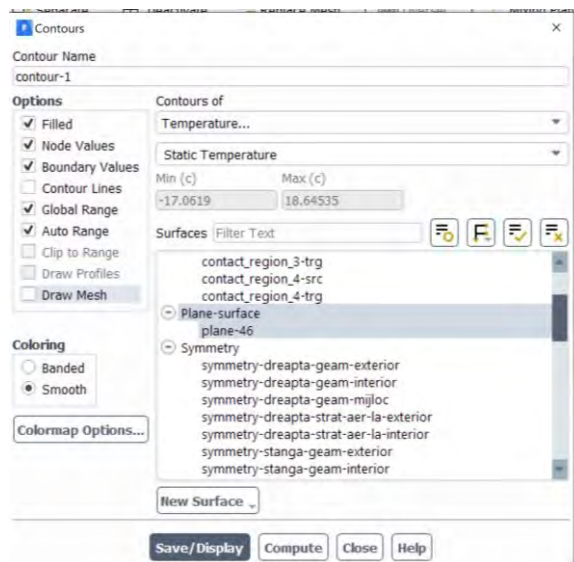 Separate Deactivate Replace Mesh
Contours
Contour Name
contour-1
Options
Filled
Node Values
Boundary Values
Contour Lines
Global Range
Auto Range
Clip to Range
Draw Profiles
Draw Mesh
Coloring
Banded
Smooth
Colormap Options...
Contours of
Temperature...
Static Temperature
Min (c) Max (c)
-17.0619 18.64535
Surfaces Filter Text
contact_region_3-trg
contact_region_4-src
contact_region_4-trg
Plane-surface
plane-46
Symmetry
symmetry-dreapta-geam-exterior
symmetry-dreapta-geam-interior
symmetry-dreapta-geam-mijloc
symmetry-dreapta-strat-aer-la-exterior
symmetry-dreapta-strat-aer-la-interior
symmetry-stanga-geam-exterior
symmetry-stanga-geam-interior
New Surface
Save/Display Compute Close Help